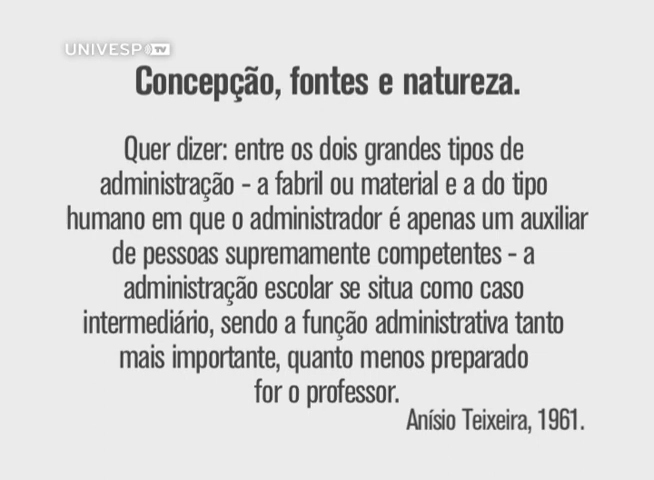 UNIVESP TV
Concepção, fontes e natureza.
Quer dizer: entre os dois grandes tipos de
administração - a fabril ou material e a do tipo
humano em que o administrador é apenas um auxiliar
de pessoas supremamente competentes - a
administração escolar se situa como caso
intermediário, sendo a função administrativa tanto
mais importante, quanto menos preparado
for o professor.
Anísio Teixeira, 1961.